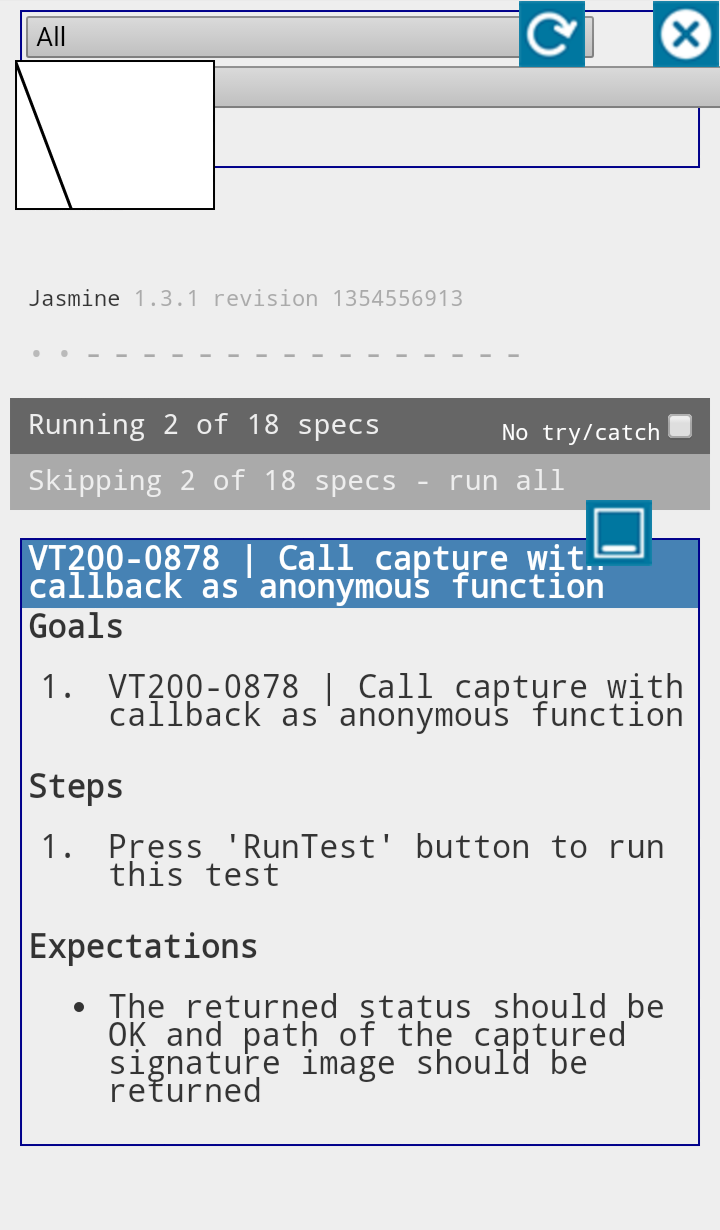 All
Jasmine 1.3.1 revision 1354556913
Running 2 of 18 specs
No try/catch
Skipping 2 of 18 specs - run all
VT200-0878 | Call capture with
callback as anonymous function
Goals
1. VT200-0878 | Call capture with
callback as anonymous function
Steps
1. Press 'RunTest' button to run
this test
Expectations
• The returned status should be
OK and path of the captured
signature image should be
returned